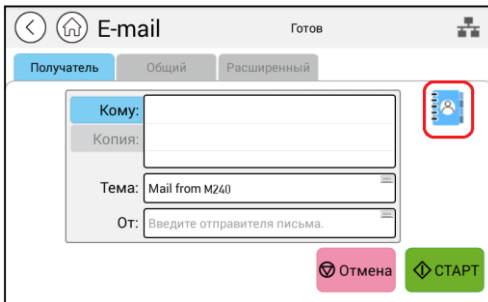 E-mail Готов
Получатель Общий Расширенный
Кому:
Копия:
Тема: Mail from M240
От: Введите отправителя письма.
Отмена СТАРТ